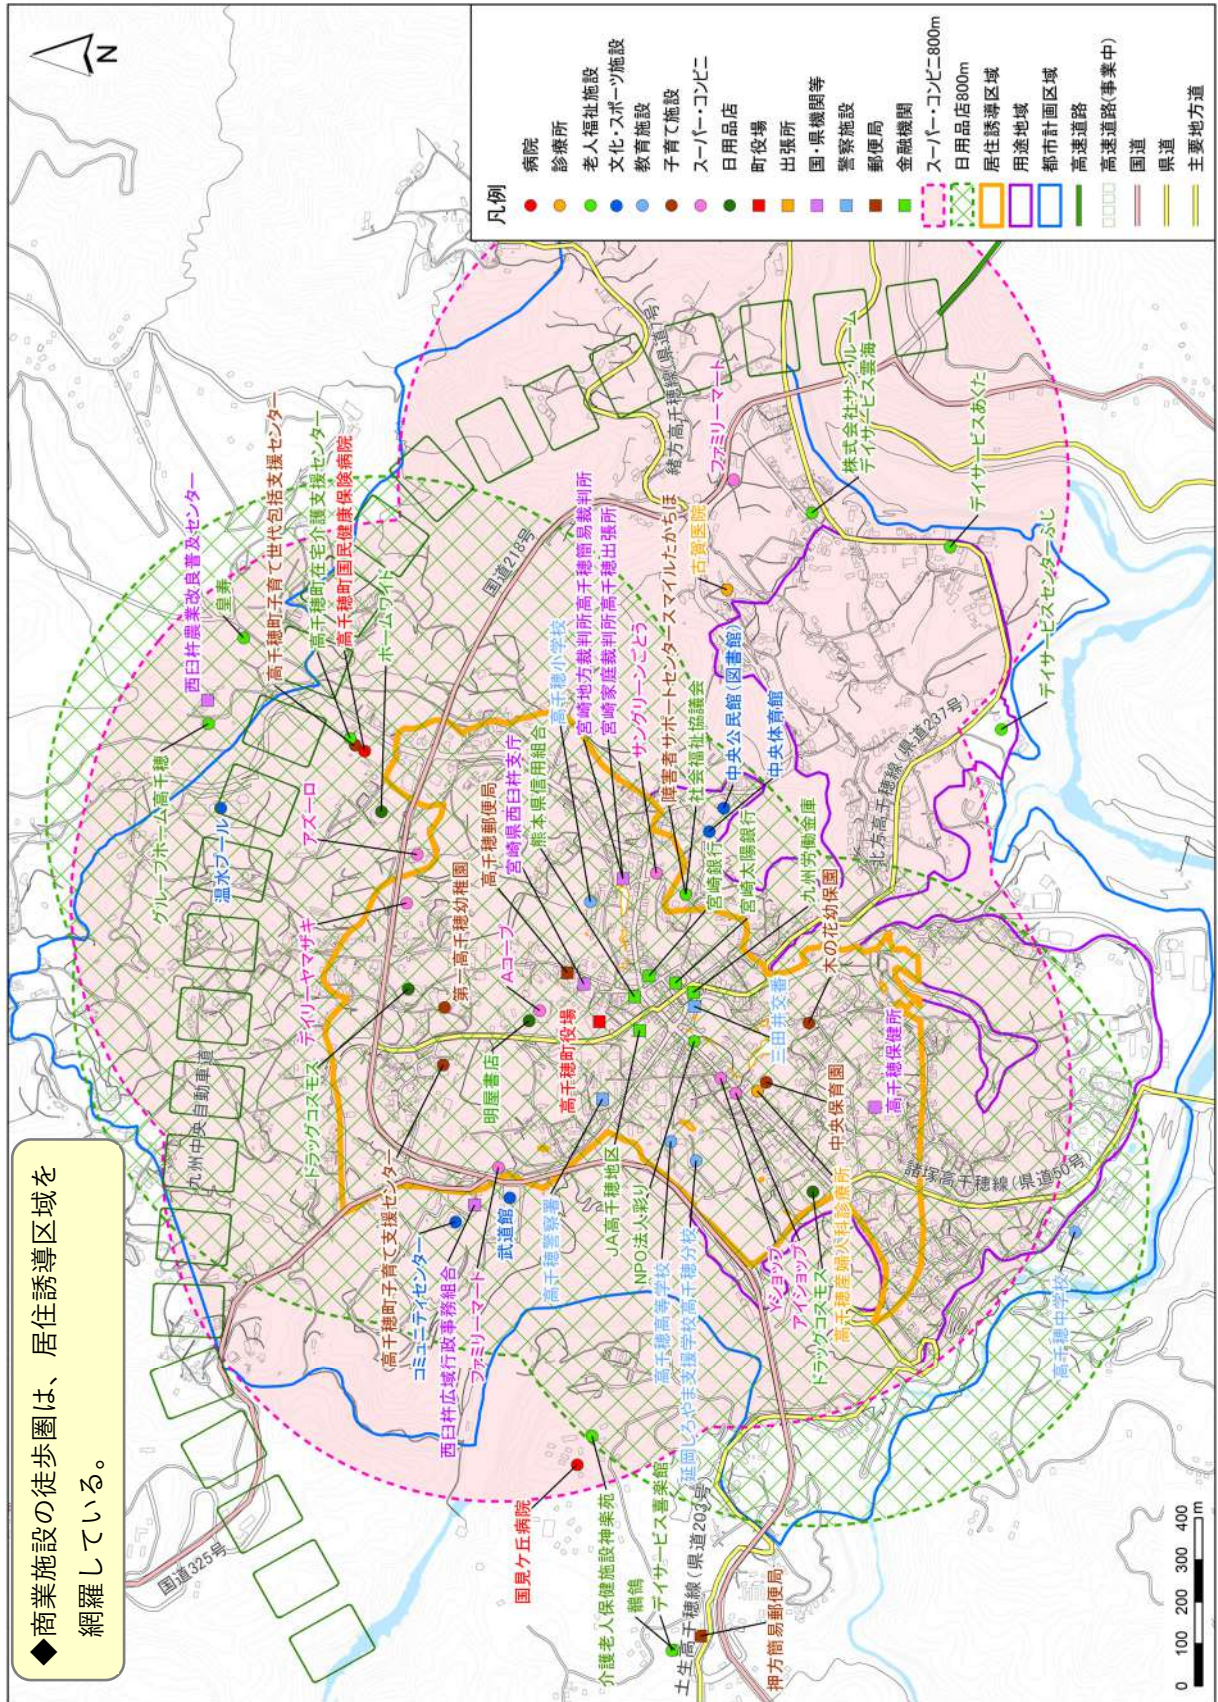 ◆商業施設の徒歩圏は、居住誘導区域を
網羅している。
N
凡例
病院
診療所
老人福祉施設
文化・スポーツ施設
教育施設
子育て施設
スーパー・コンビニ
日用品店
町役場
出張所
国・県機関等
警察施設
郵便局
金融機関
スーパー・コンビニ800m
日用品店800m
居住誘導区域
用途地域
都市計画区域
高速道路
高速道路(事業中)
国道
県道
主要地方道
国道325号
九州中央自動車道
グループホーム高千穂
温水プール
西臼杵農業改良普及センター
皇寿
高千穂町子育て世代包括支援センター
高千穂町在宅介護支援センター
高千穂町国民健康保険病院
ホームワイド
アズーロ
デイリーヤマザキ
ドラッグコスモス
第一高千穂幼稚園
高千穂町子育て支援センター
コミュニティセンター
西臼杵広域行政事務組合
ファミリーマート
武道館
明屋書店
Aコープ
高千穂郵便局
宮崎県西臼杵支庁
熊本県信用組合
国道218号
高千穂小学校
宮崎地方裁判所高千穂簡易裁判所
宮崎家庭裁判所高千穂出張所
サングリーンごとう
障害者サポートセンタースマイルたかちほ
社会福祉協議会
緒方高千穂線(県道7号)
ファミリーマート
古賀医院
中央公民館(図書館)
中央体育館
宮崎銀行
宮崎太陽銀行
九州労働金庫
木の花幼保園
株式会社サン・ルーム
デイサービス雲海
デイサービスあくた
デイサービスセンターふじ
北方高千穂線(県道237号)
高千穂町役場
高千穂警察署
JA高千穂地区
NPO法人彩り
高千穂高等学校
延岡しろやま支援学校高千穂分校
三田井交番
中央保育園
高千穂保健所
Yショップ
アイショップ
ドラッグコスモス
高千穂産婦人科診療所
諸塚高千穂線(県道50号)
高千穂中学校
国見ケ丘病院
介護老人保健施設神楽苑
鶺鴒
デイサービス喜楽館
土生高千穂線(県道203号)
押方簡易郵便局
0 100 200 300 400
m